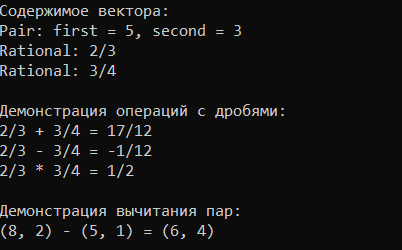 Содержимое вектора:
Pair: first = 5, second = 3
Rational: 2/3
Rational: 3/4
Демонстрация операций с дробями:
2/3 + 3/4 = 17/12
2/3 - 3/4 = -1/12
2/3 * 3/4 = 1/2
Демонстрация вычитания пар:
(8, 2) - (5, 1) = (6, 4)